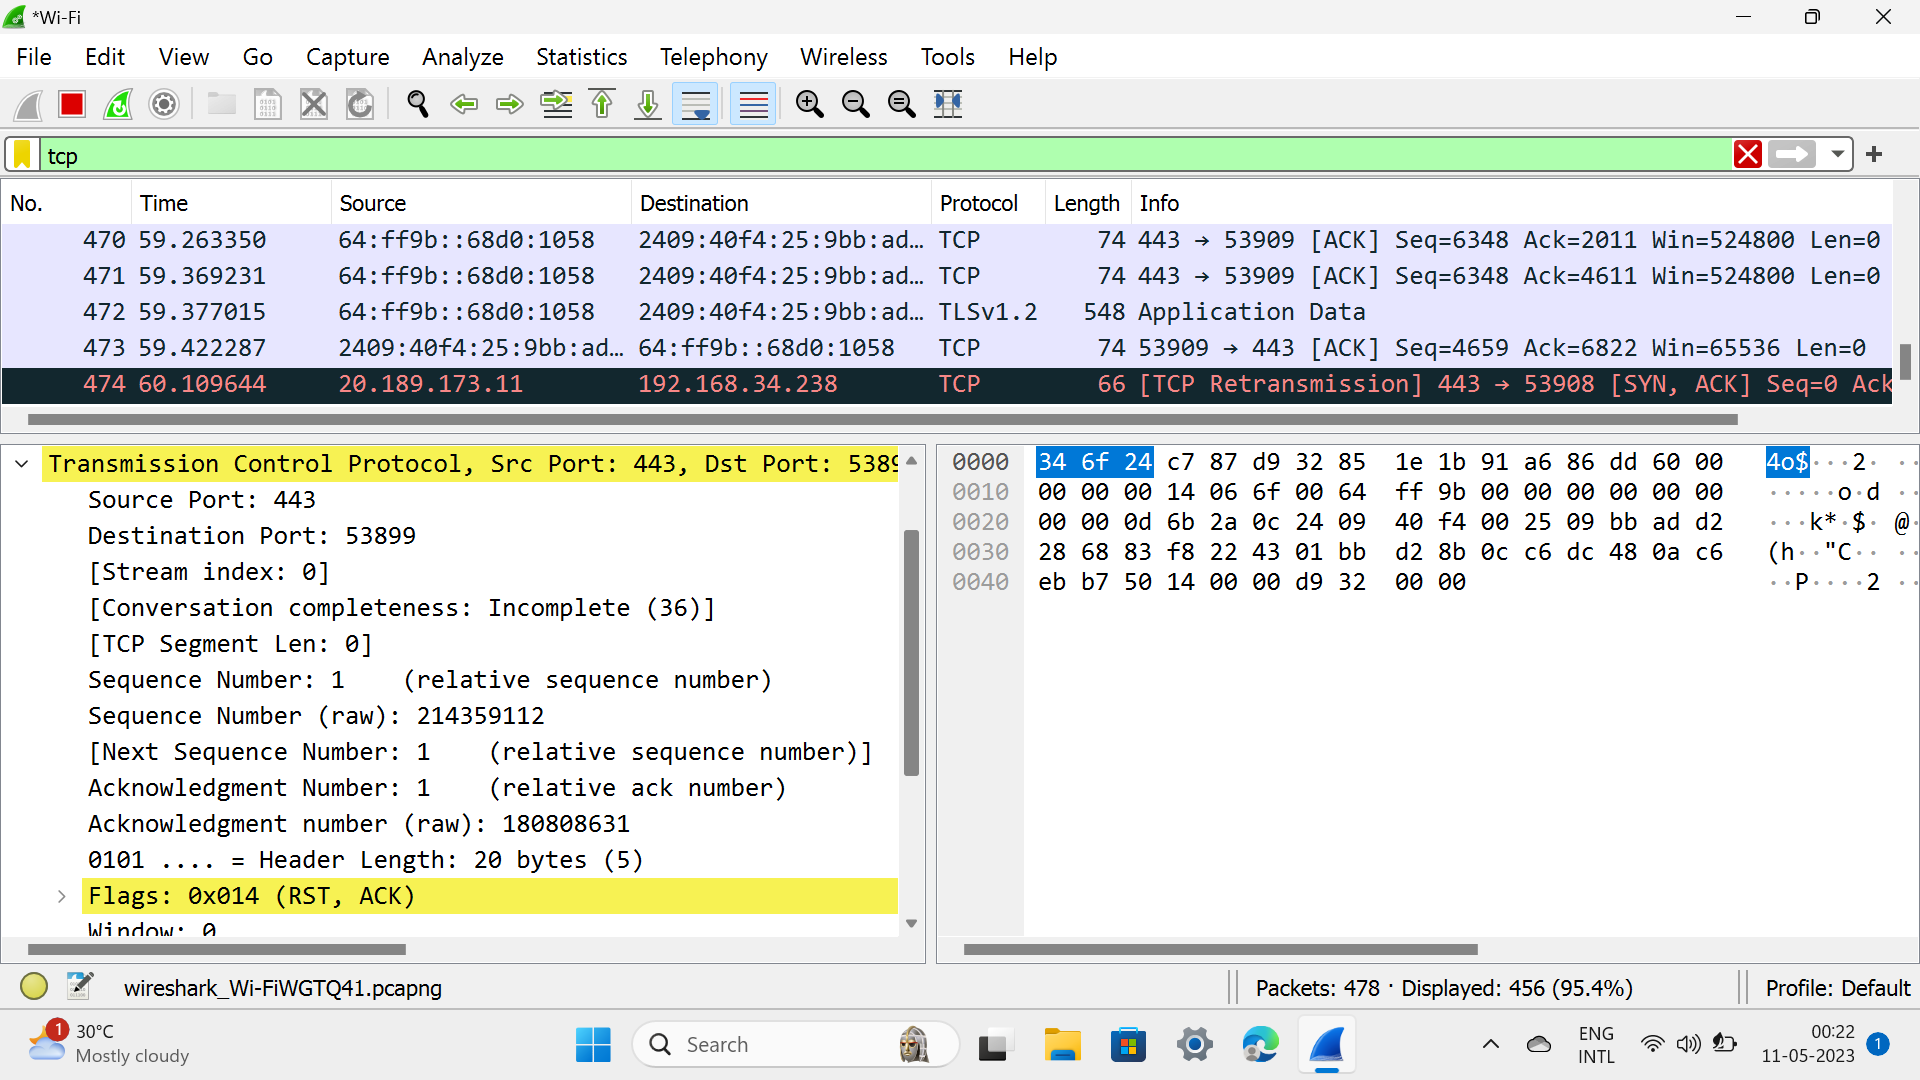 *Wi-Fi
File Edit View Go Capture Analyze Statistics Telephony Wireless Tools Help
tcp
No. Time Source Destination Protocol Length Info
470 59.263350 64:ff9b::68d0:1058 2409:40f4:25:9bb:ad… TCP 74 443 → 53909 [ACK] Seq=6348 Ack=2011 Win=524800 Len=0
471 59.369231 64:ff9b::68d0:1058 2409:40f4:25:9bb:ad… TCP 74 443 → 53909 [ACK] Seq=6348 Ack=4611 Win=524800 Len=0
472 59.377015 64:ff9b::68d0:1058 2409:40f4:25:9bb:ad… TLSv1.2 548 Application Data
473 59.422287 2409:40f4:25:9bb:ad… 64:ff9b::68d0:1058 TCP 74 53909 → 443 [ACK] Seq=4659 Ack=6822 Win=65536 Len=0
474 60.109644 20.189.173.11 192.168.34.238 TCP 66 [TCP Retransmission] 443 → 53908 [SYN, ACK] Seq=0 Ack
Transmission Control Protocol, Src Port: 443, Dst Port: 5389
Source Port: 443
Destination Port: 53899
[Stream index: 0]
[Conversation completeness: Incomplete (36)]
[TCP Segment Len: 0]
Sequence Number: 1 (relative sequence number)
Sequence Number (raw): 214359112
[Next Sequence Number: 1 (relative sequence number)]
Acknowledgment Number: 1 (relative ack number)
Acknowledgment number (raw): 180808631
0101 .... = Header Length: 20 bytes (5)
Flags: 0x014 (RST, ACK)
Window: 0
0000 34 6f 24 c7 87 d9 32 85 1e 1b 91 a6 86 dd 60 00 4o$···2· ··
0010 00 00 00 14 06 6f 00 64 ff 9b 00 00 00 00 00 00 ·····o·d ··
0020 00 00 0d 6b 2a 0c 24 09 40 f4 00 25 09 bb ad d2 ···k*·$· @·
0030 28 68 83 f8 22 43 01 bb d2 8b 0c c6 dc 48 0a c6 (h··"C·· ··
0040 eb b7 50 14 00 00 d9 32 00 00 ··P····2 ··
wireshark_Wi-FiWGTQ41.pcapng
Packets: 478 · Displayed: 456 (95.4%)
Profile: Default
1
30°C
Mostly cloudy
Search
ENG
INTL
00:22
11-05-2023
1